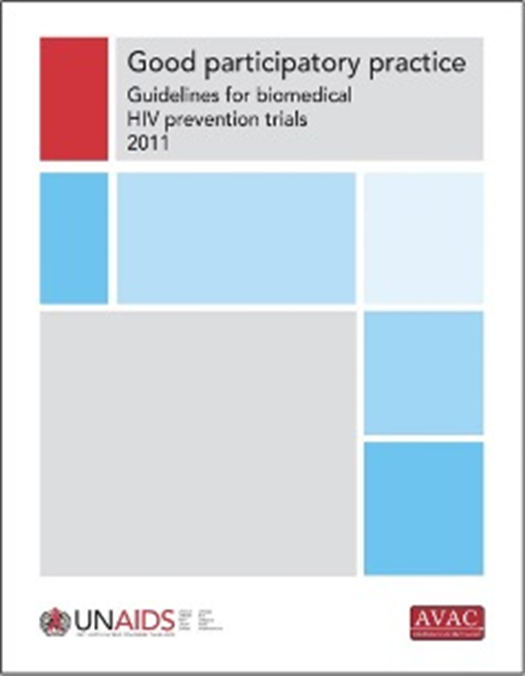 Good participatory practice
Guidelines for biomedical
HIV prevention trials
2011
UNAIDS
AVAC